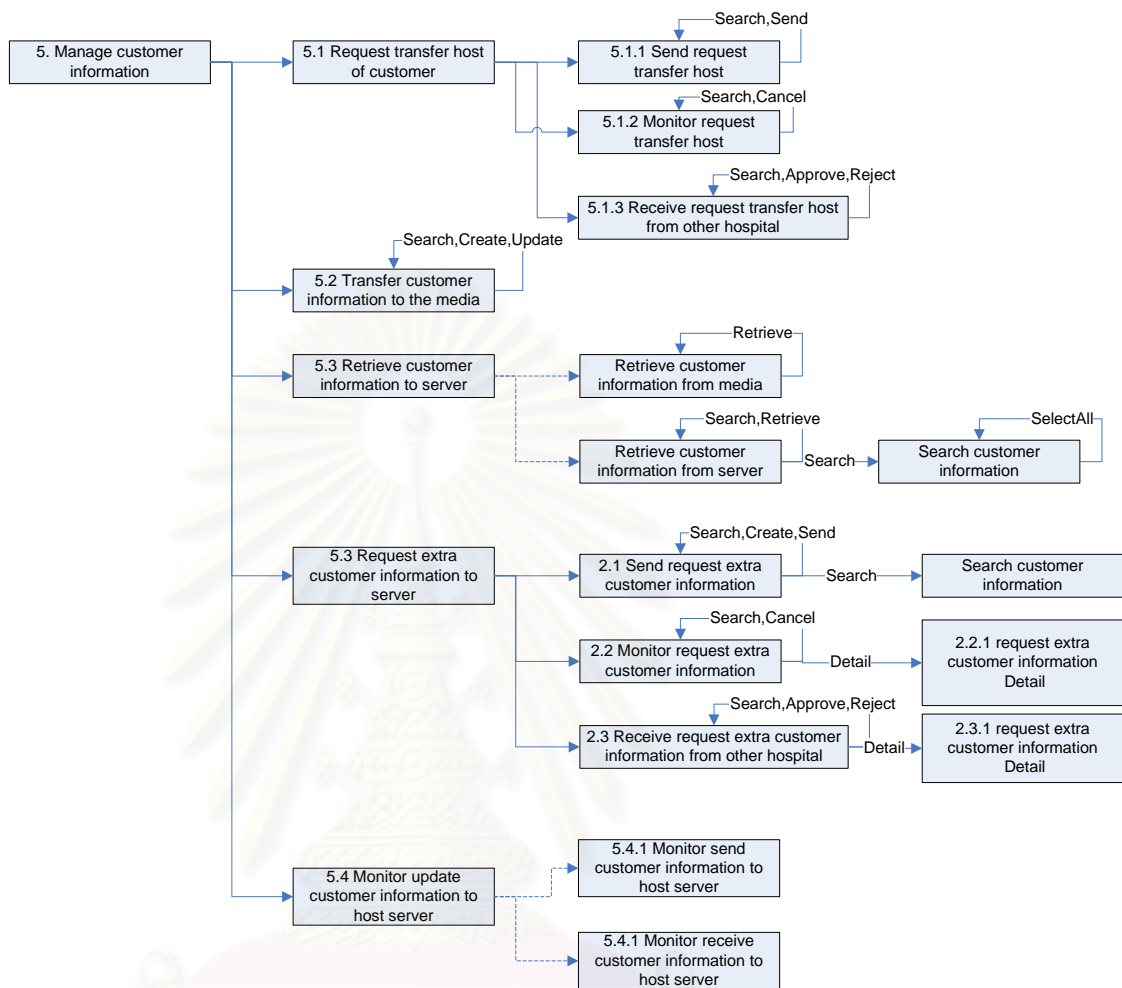 Search,Send
5. Manage customer
information
5.1 Request transfer host
of customer
5.1.1 Send request
transfer host
Search,Cancel
5.1.2 Monitor request
transfer host
Search,Approve,Reject
5.1.3 Receive request transfer host
from other hospital
Search,Create,Update
5.2 Transfer customer
information to the media
Retrieve
5.3 Retrieve customer
information to server
Retrieve customer
information from media
Search,Retrieve
Retrieve customer
information from server
Search
SelectAll
Search customer
information
Search,Create,Send
5.3 Request extra
customer information to
server
2.1 Send request extra
customer information
Search
Search customer
information
Search,Cancel
2.2 Monitor request extra
customer information
Detail
2.2.1 request extra
customer information
Detail
Search,Approve,Reject
2.3 Receive request extra customer
information from other hospital
Detail
2.3.1 request extra
customer information
Detail
5.4 Monitor update
customer information to
host server
5.4.1 Monitor send
customer information to
host server
5.4.1 Monitor receive
customer information to
host server